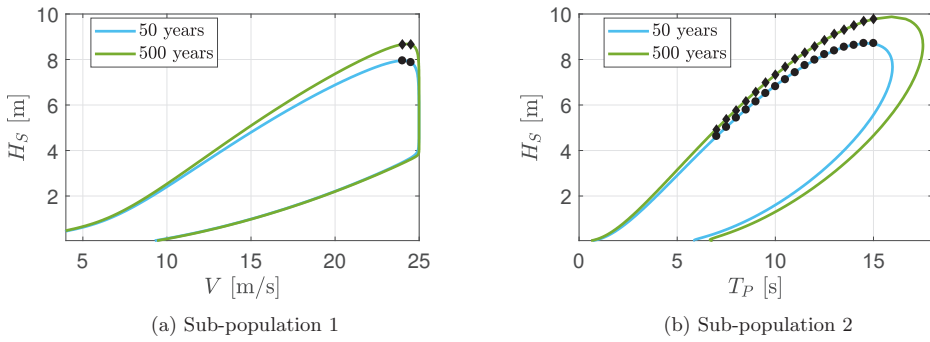 10
8
6
4
2
5
10
15
20
25
H_S [m]
V [m/s]
50 years
500 years
(a) Sub-population 1
10
8
6
4
2
0
5
10
15
H_S [m]
T_P [s]
50 years
500 years
(b) Sub-population 2